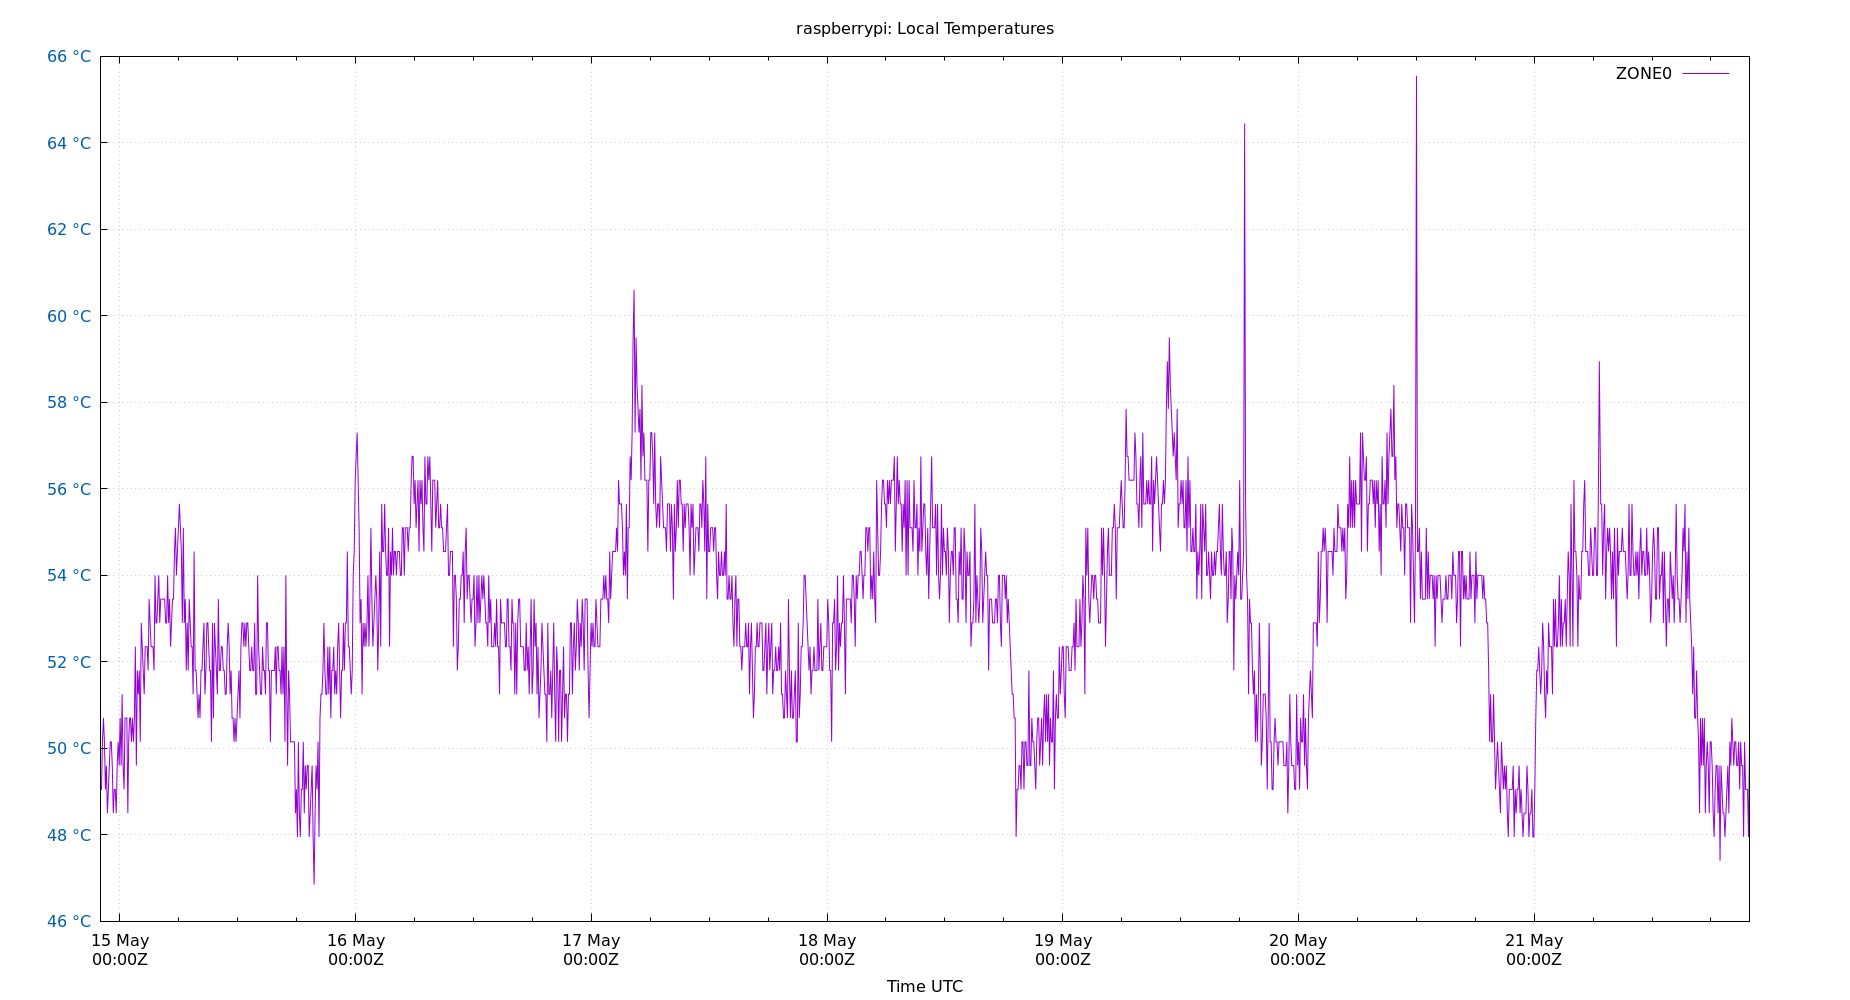 raspberrypi: Local Temperatures
ZONE0
66 °C
64 °C
62 °C
60 °C
58 °C
56 °C
54 °C
52 °C
50 °C
48 °C
46 °C
15 May 16 May 17 May 18 May 19 May 20 May 21 May
00:00Z 00:00Z 00:00Z 00:00Z 00:00Z 00:00Z 00:00Z
Time UTC